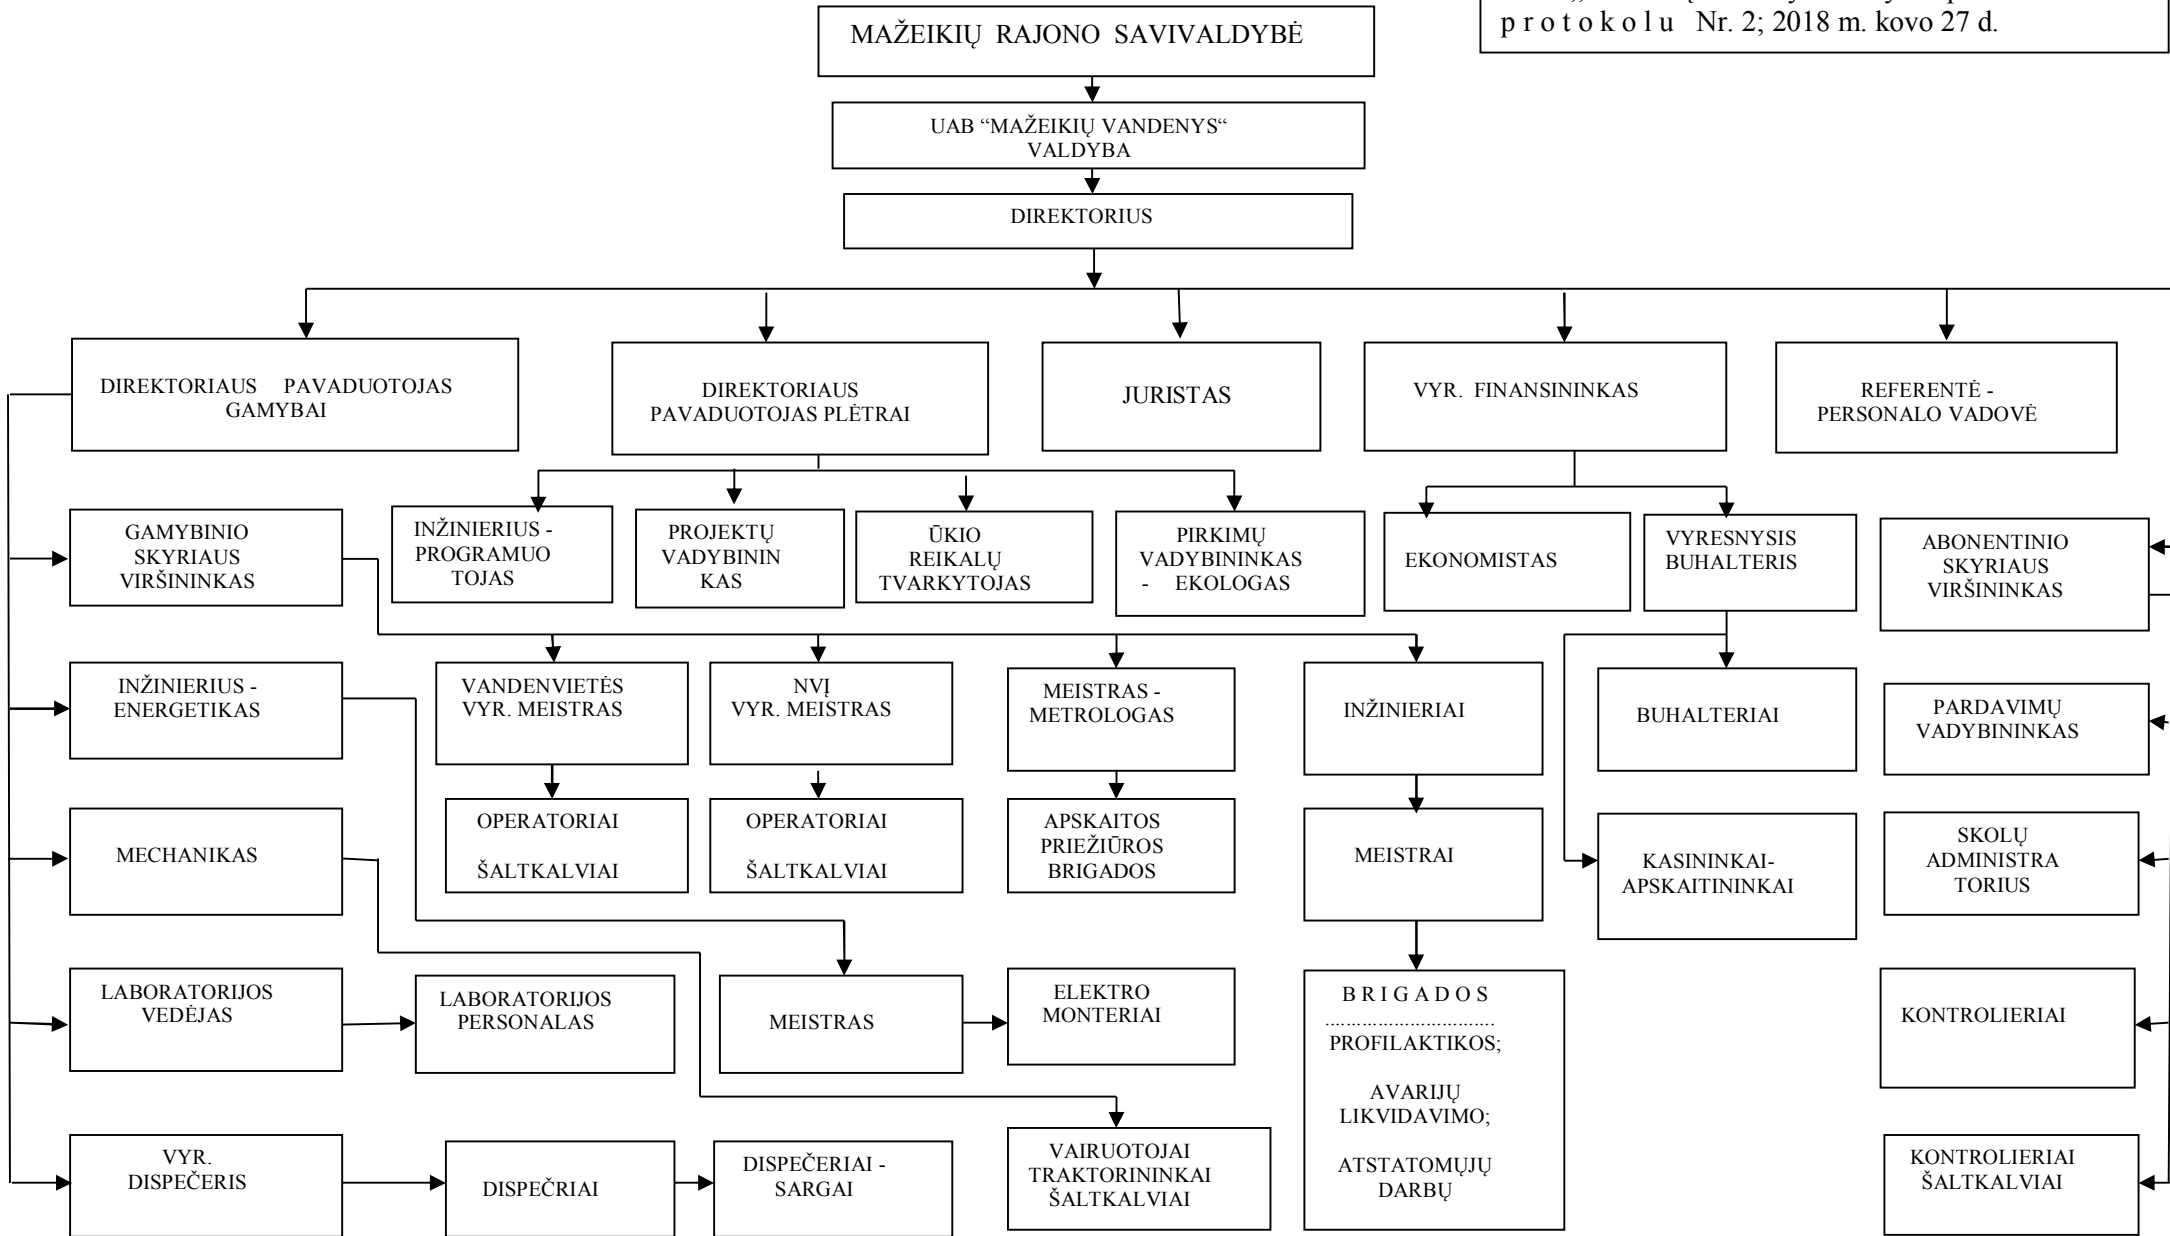 p r o t o k o l u Nr. 2; 2018 m. kovo 27 d.
MAŽEIKIŲ RAJONO SAVIVALDYBĖ
UAB “MAŽEIKIŲ VANDENYS“
VALDYBA
DIREKTORIUS
DIREKTORIAUS PAVADUOTOJAS
GAMYBAI
DIREKTORIAUS
PAVADUOTOJAS PLĖTRAI
JURISTAS
VYR. FINANSININKAS
REFERENTĖ -
PERSONALO VADOVĖ
GAMYBINIO
SKYRIAUS
VIRŠININKAS
INŽINIERIUS -
PROGRAMUO
TOJAS
PROJEKTŲ
VADYBININ
KAS
ŪKIO
REIKALŲ
TVARKYTOJAS
PIRKIMŲ
VADYBININKAS
- EKOLOGAS
EKONOMISTAS
VYRESNYSIS
BUHALTERIS
ABONENTINIO
SKYRIAUS
VIRŠININKAS
INŽINIERIUS -
ENERGETIKAS
VANDENVIETĖS
VYR. MEISTRAS
NVĮ
VYR. MEISTRAS
MEISTRAS -
METROLOGAS
INŽINIERIAI
BUHALTERIAI
PARDAVIMŲ
VADYBININKAS
MECHANIKAS
OPERATORIAI
ŠALTKALVIAI
OPERATORIAI
ŠALTKALVIAI
APSKAITOS
PRIEŽIŪROS
BRIGADOS
MEISTRAI
KASININKAI-
APSKAITININKAI
SKOLŲ
ADMINISTRA
TORIUS
LABORATORIJOS
VEDĖJAS
LABORATORIJOS
PERSONALAS
MEISTRAS
ELEKTRO
MONTERIAI
B R I G A D O S
................................
PROFILAKTIKOS;
AVARIJŲ
LIKVIDAVIMO;
ATSTATOMŲJŲ
DARBŲ
KONTROLIERIAI
VYR.
DISPEČERIS
DISPEČRIAI
DISPEČERIAI -
SARGAI
VAIRUOTOJAI
TRAKTORININKAI
ŠALTKALVIAI
KONTROLIERIAI
ŠALTKALVIAI